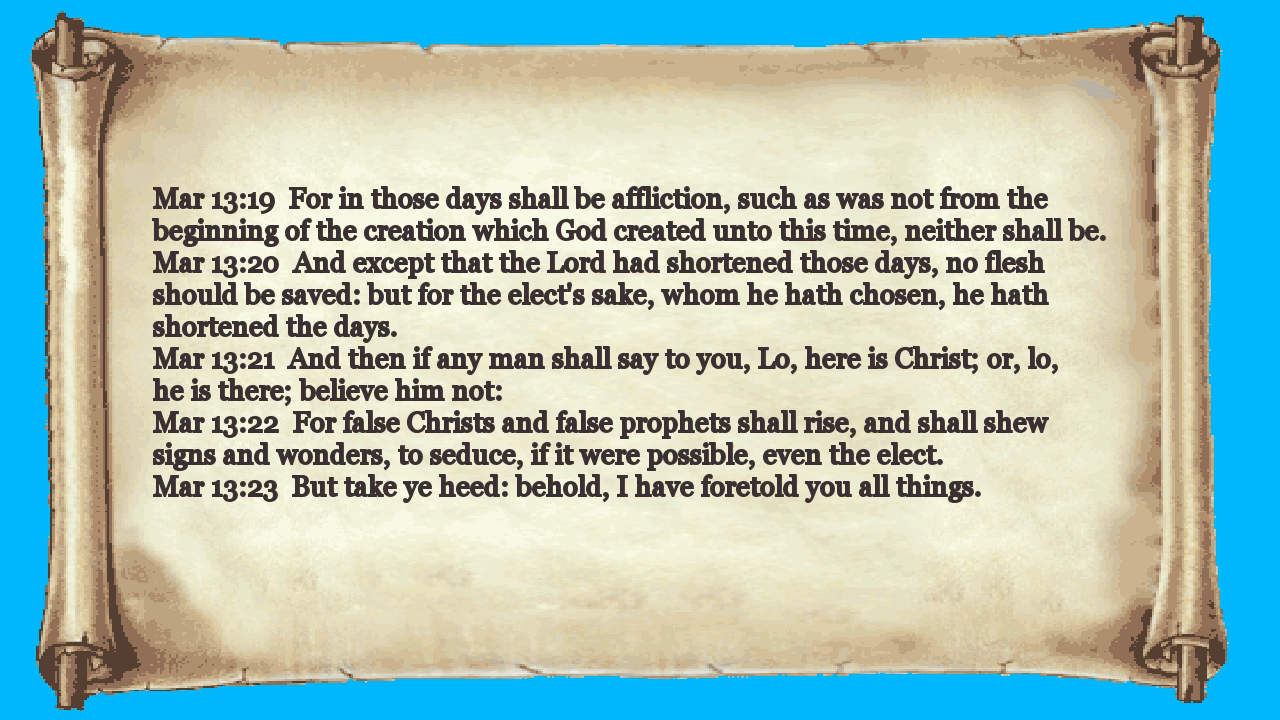 Mar 13:19  For in those days shall be affliction, such as was not from the
beginning of the creation which God created unto this time, neither shall be.
Mar 13:20  And except that the Lord had shortened those days, no flesh
should be saved: but for the elect's sake, whom he hath chosen, he hath
shortened the days.
Mar 13:21  And then if any man shall say to you, Lo, here is Christ; or, lo,
he is there; believe him not:
Mar 13:22  For false Christs and false prophets shall rise, and shall shew
signs and wonders, to seduce, if it were possible, even the elect.
Mar 13:23  But take ye heed: behold, I have foretold you all things.